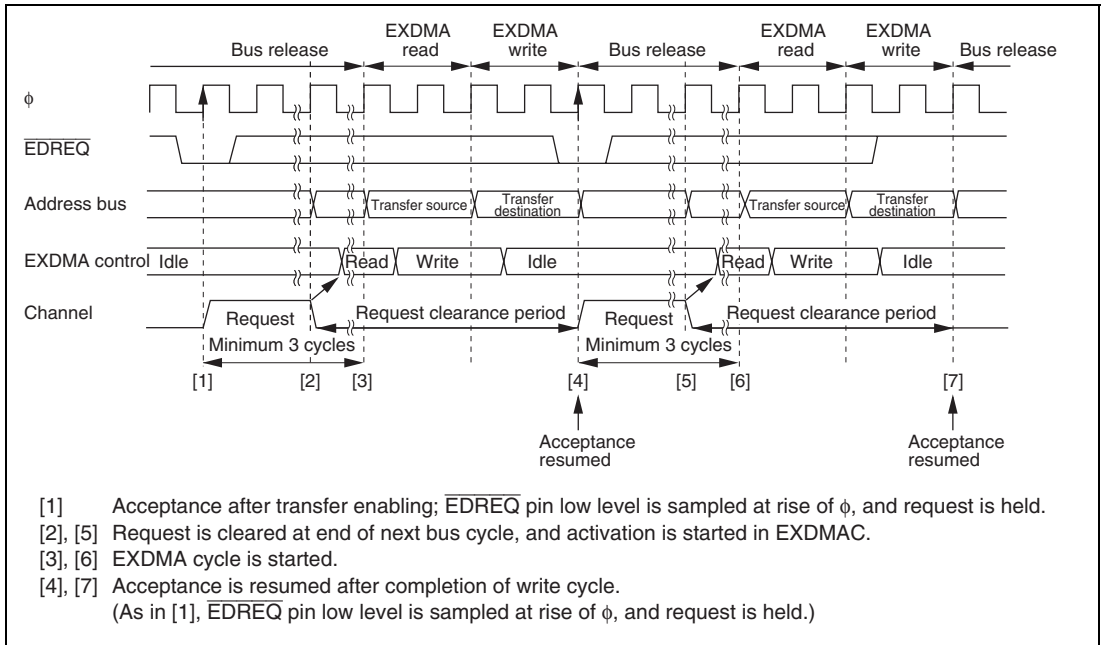 EXDMA EXDMA EXDMA EXDMA
Bus release read write Bus release read write Bus release
ϕ
EDREQ
Address bus Transfer source Transfer destination Transfer source Transfer destination
EXDMA control Idle Read Write Idle Read Write Idle
Channel Request Request clearance period Request Request clearance period
Minimum 3 cycles Minimum 3 cycles
[1] [2] [3] [4] [5] [6] [7]
Acceptance resumed Acceptance resumed
[1] Acceptance after transfer enabling; EDREQ pin low level is sampled at rise of ϕ, and request is held.
[2], [5] Request is cleared at end of next bus cycle, and activation is started in EXDMAC.
[3], [6] EXDMA cycle is started.
[4], [7] Acceptance is resumed after completion of write cycle.
(As in [1], EDREQ pin low level is sampled at rise of ϕ, and request is held.)